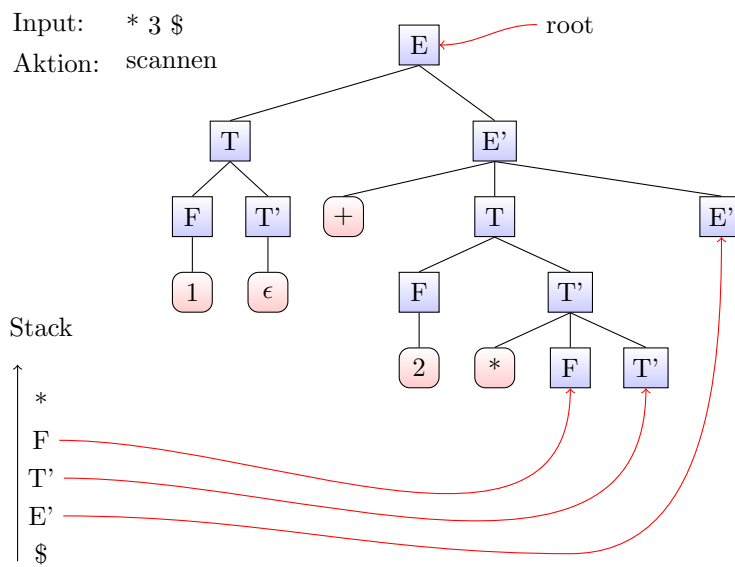 Input: * 3 $
root
E
Aktion: scannen
T E'
F T' + T E'
1 ϵ F T'
Stack
2 * F T'
*
F
T'
E'
$